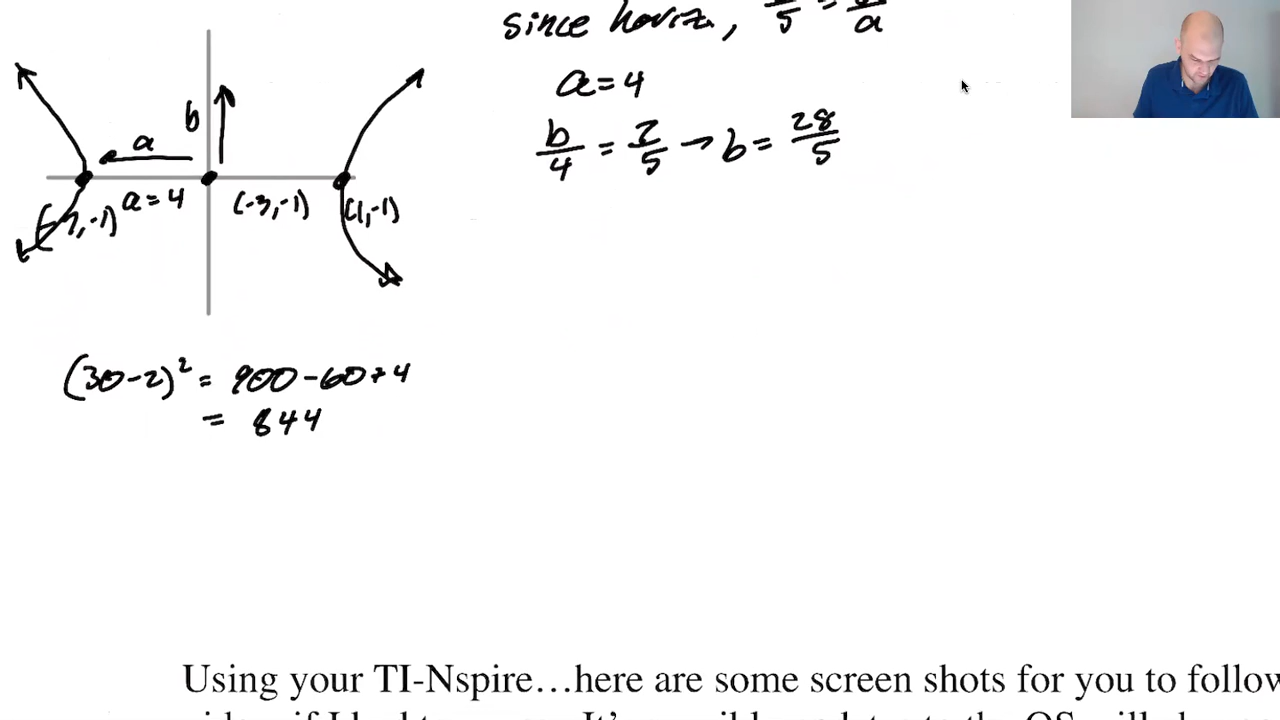 since horiz,
a=4
b/4 = 7/5 → b = 28/5
b
a
a=4
(-7,-1)
(-3,-1)
(1,-1)
(30-2)² = 900-60+4
= 844
Using your TI-Nspire…here are some screen shots for you to follow